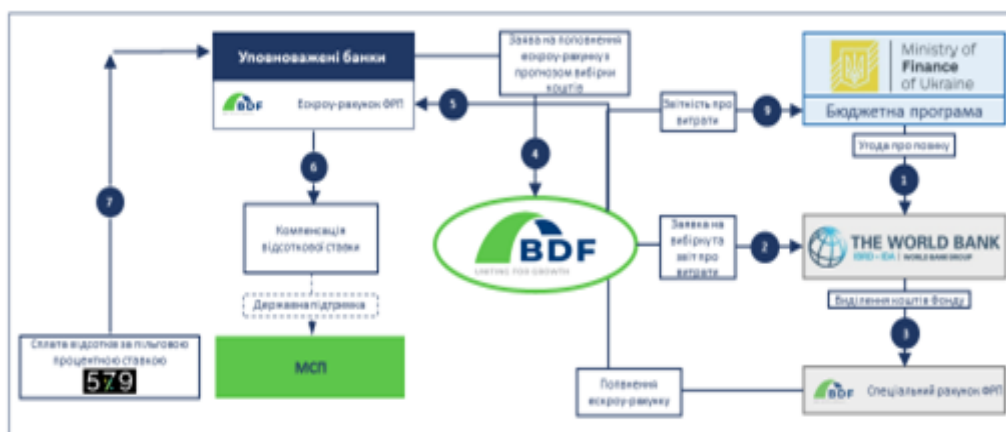 Уповноважені банки
BDF
Ескроу-рахунок ФРП
Заява на поповнення
ескроу-рахунку з
прогнозом вибірки
коштів
Звітність про
витрати
Ministry of
Finance
of Ukraine
Бюджетна програма
Угода про позику
5
9
4
1
6
7
Компенсація
відсоткової ставки
BDF
UNITING FOR GROWTH
Заявка на
вибірку та
звіт про
витрати
2
THE WORLD BANK
IBRD • IDA | WORLD BANK GROUP
Державна підтримка
Виділення коштів Фонду
3
Сплата відсотків за пільговою
процентною ставкою
579
МСП
Поповнення
ескроу-рахунку
BDF
Спеціальний рахунок ФРП